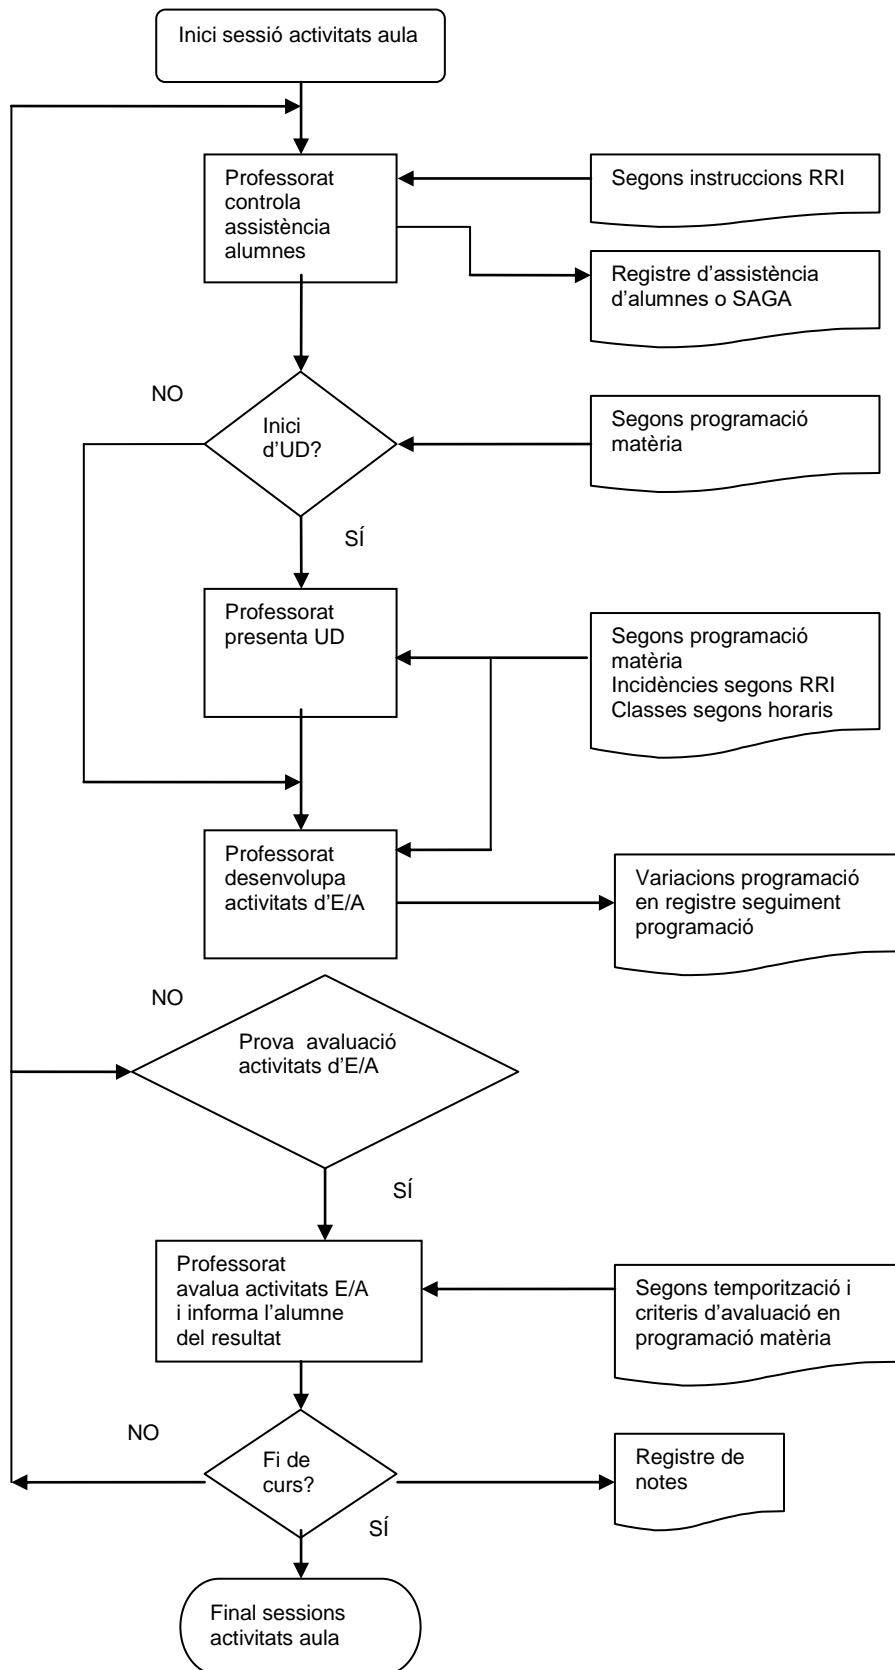 Inici sessió activitats aula
Professorat
controla
assistència
alumnes
Segons instruccions RRI
Registre d’assistència
d’alumnes o SAGA
NO
Inici
d’UD?
Segons programació
matèria
SÍ
Professorat
presenta UD
Segons programació
matèria
Incidències segons RRI
Classes segons horaris
Professorat
desenvolupa
activitats d’E/A
Variacions programació
en registre seguiment
programació
NO
Prova avaluació
activitats d’E/A
SÍ
Professorat
avalua activitats E/A
i informa l’alumne
del resultat
Segons temporització i
criteris d’avaluació en
programació matèria
NO
Fi de
curs?
Registre de
notes
SÍ
Final sessions
activitats aula